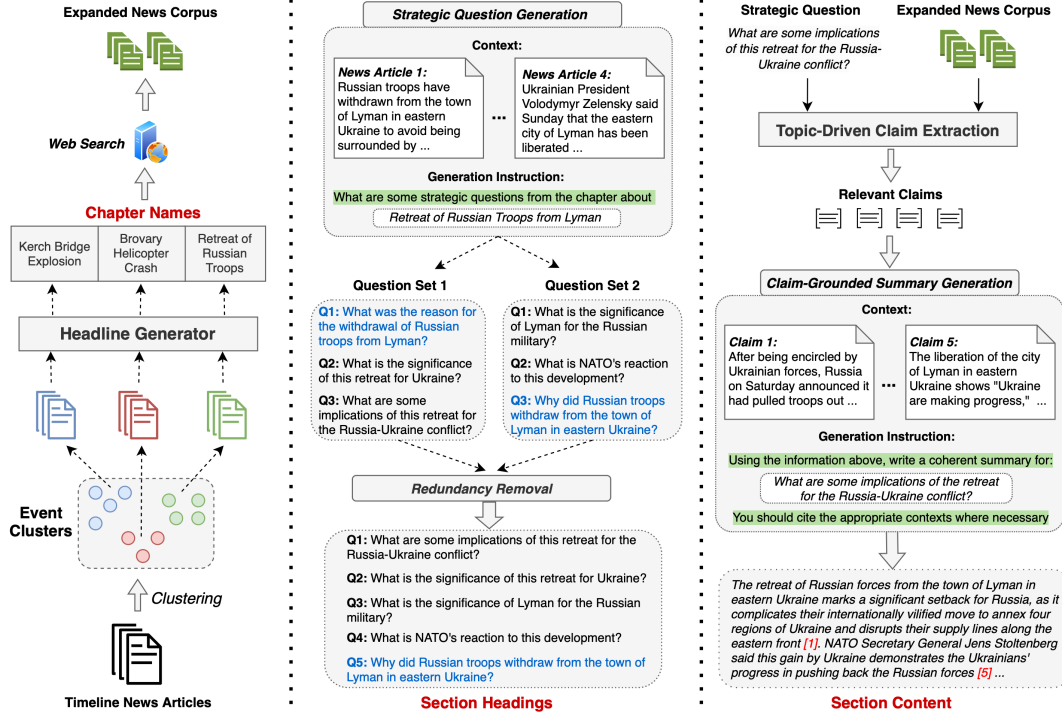 Expanded News Corpus
Web Search
Chapter Names
Kerch Bridge
Explosion
Brovary
Helicopter
Crash
Retreat of
Russian
Troops
Headline Generator
Event
Clusters
Clustering
Timeline News Articles
Strategic Question Generation
Context:
News Article 1:
Russian troops have
withdrawn from the town
of Lyman in eastern
Ukraine to avoid being
surrounded by ...
...
News Article 4:
Ukrainian President
Volodymyr Zelensky said
Sunday that the eastern
city of Lyman has been
liberated ...
Generation Instruction:
What are some strategic questions from the chapter about
Retreat of Russian Troops from Lyman
Question Set 1
Q1: What was the reason for
the withdrawal of Russian
troops from Lyman?
Q2: What is the significance
of this retreat for Ukraine?
Q3: What are some
implications of this retreat for
the Russia-Ukraine conflict?
Question Set 2
Q1: What is the significance
of Lyman for the Russian
military?
Q2: What is NATO's reaction
to this development?
Q3: Why did Russian troops
withdraw from the town of
Lyman in eastern Ukraine?
Redundancy Removal
Q1: What are some implications of this retreat for the
Russia-Ukraine conflict?
Q2: What is the significance of this retreat for Ukraine?
Q3: What is the significance of Lyman for the Russian
military?
Q4: What is NATO's reaction to this development?
Q5: Why did Russian troops withdraw from the town of
Lyman in eastern Ukraine?
Section Headings
Strategic Question
What are some implications
of this retreat for the Russia-
Ukraine conflict?
Expanded News Corpus
Topic-Driven Claim Extraction
Relevant Claims
Claim-Grounded Summary Generation
Context:
Claim 1:
After being encircled by
Ukrainian forces, Russia
on Saturday announced it
had pulled troops out ...
...
Claim 5:
The liberation of the city
of Lyman in eastern
Ukraine shows "Ukraine
are making progress," ...
Generation Instruction:
Using the information above, write a coherent summary for:
What are some implications of the retreat
for the Russia-Ukraine conflict?
You should cite the appropriate contexts where necessary
The retreat of Russian forces from the town of Lyman in
eastern Ukraine marks a significant setback for Russia, as it
complicates their internationally vilified move to annex four
regions of Ukraine and disrupts their supply lines along the
eastern front [1]. NATO Secretary General Jens Stoltenberg
said this gain by Ukraine demonstrates the Ukrainians'
progress in pushing back the Russian forces [5] ...
Section Content